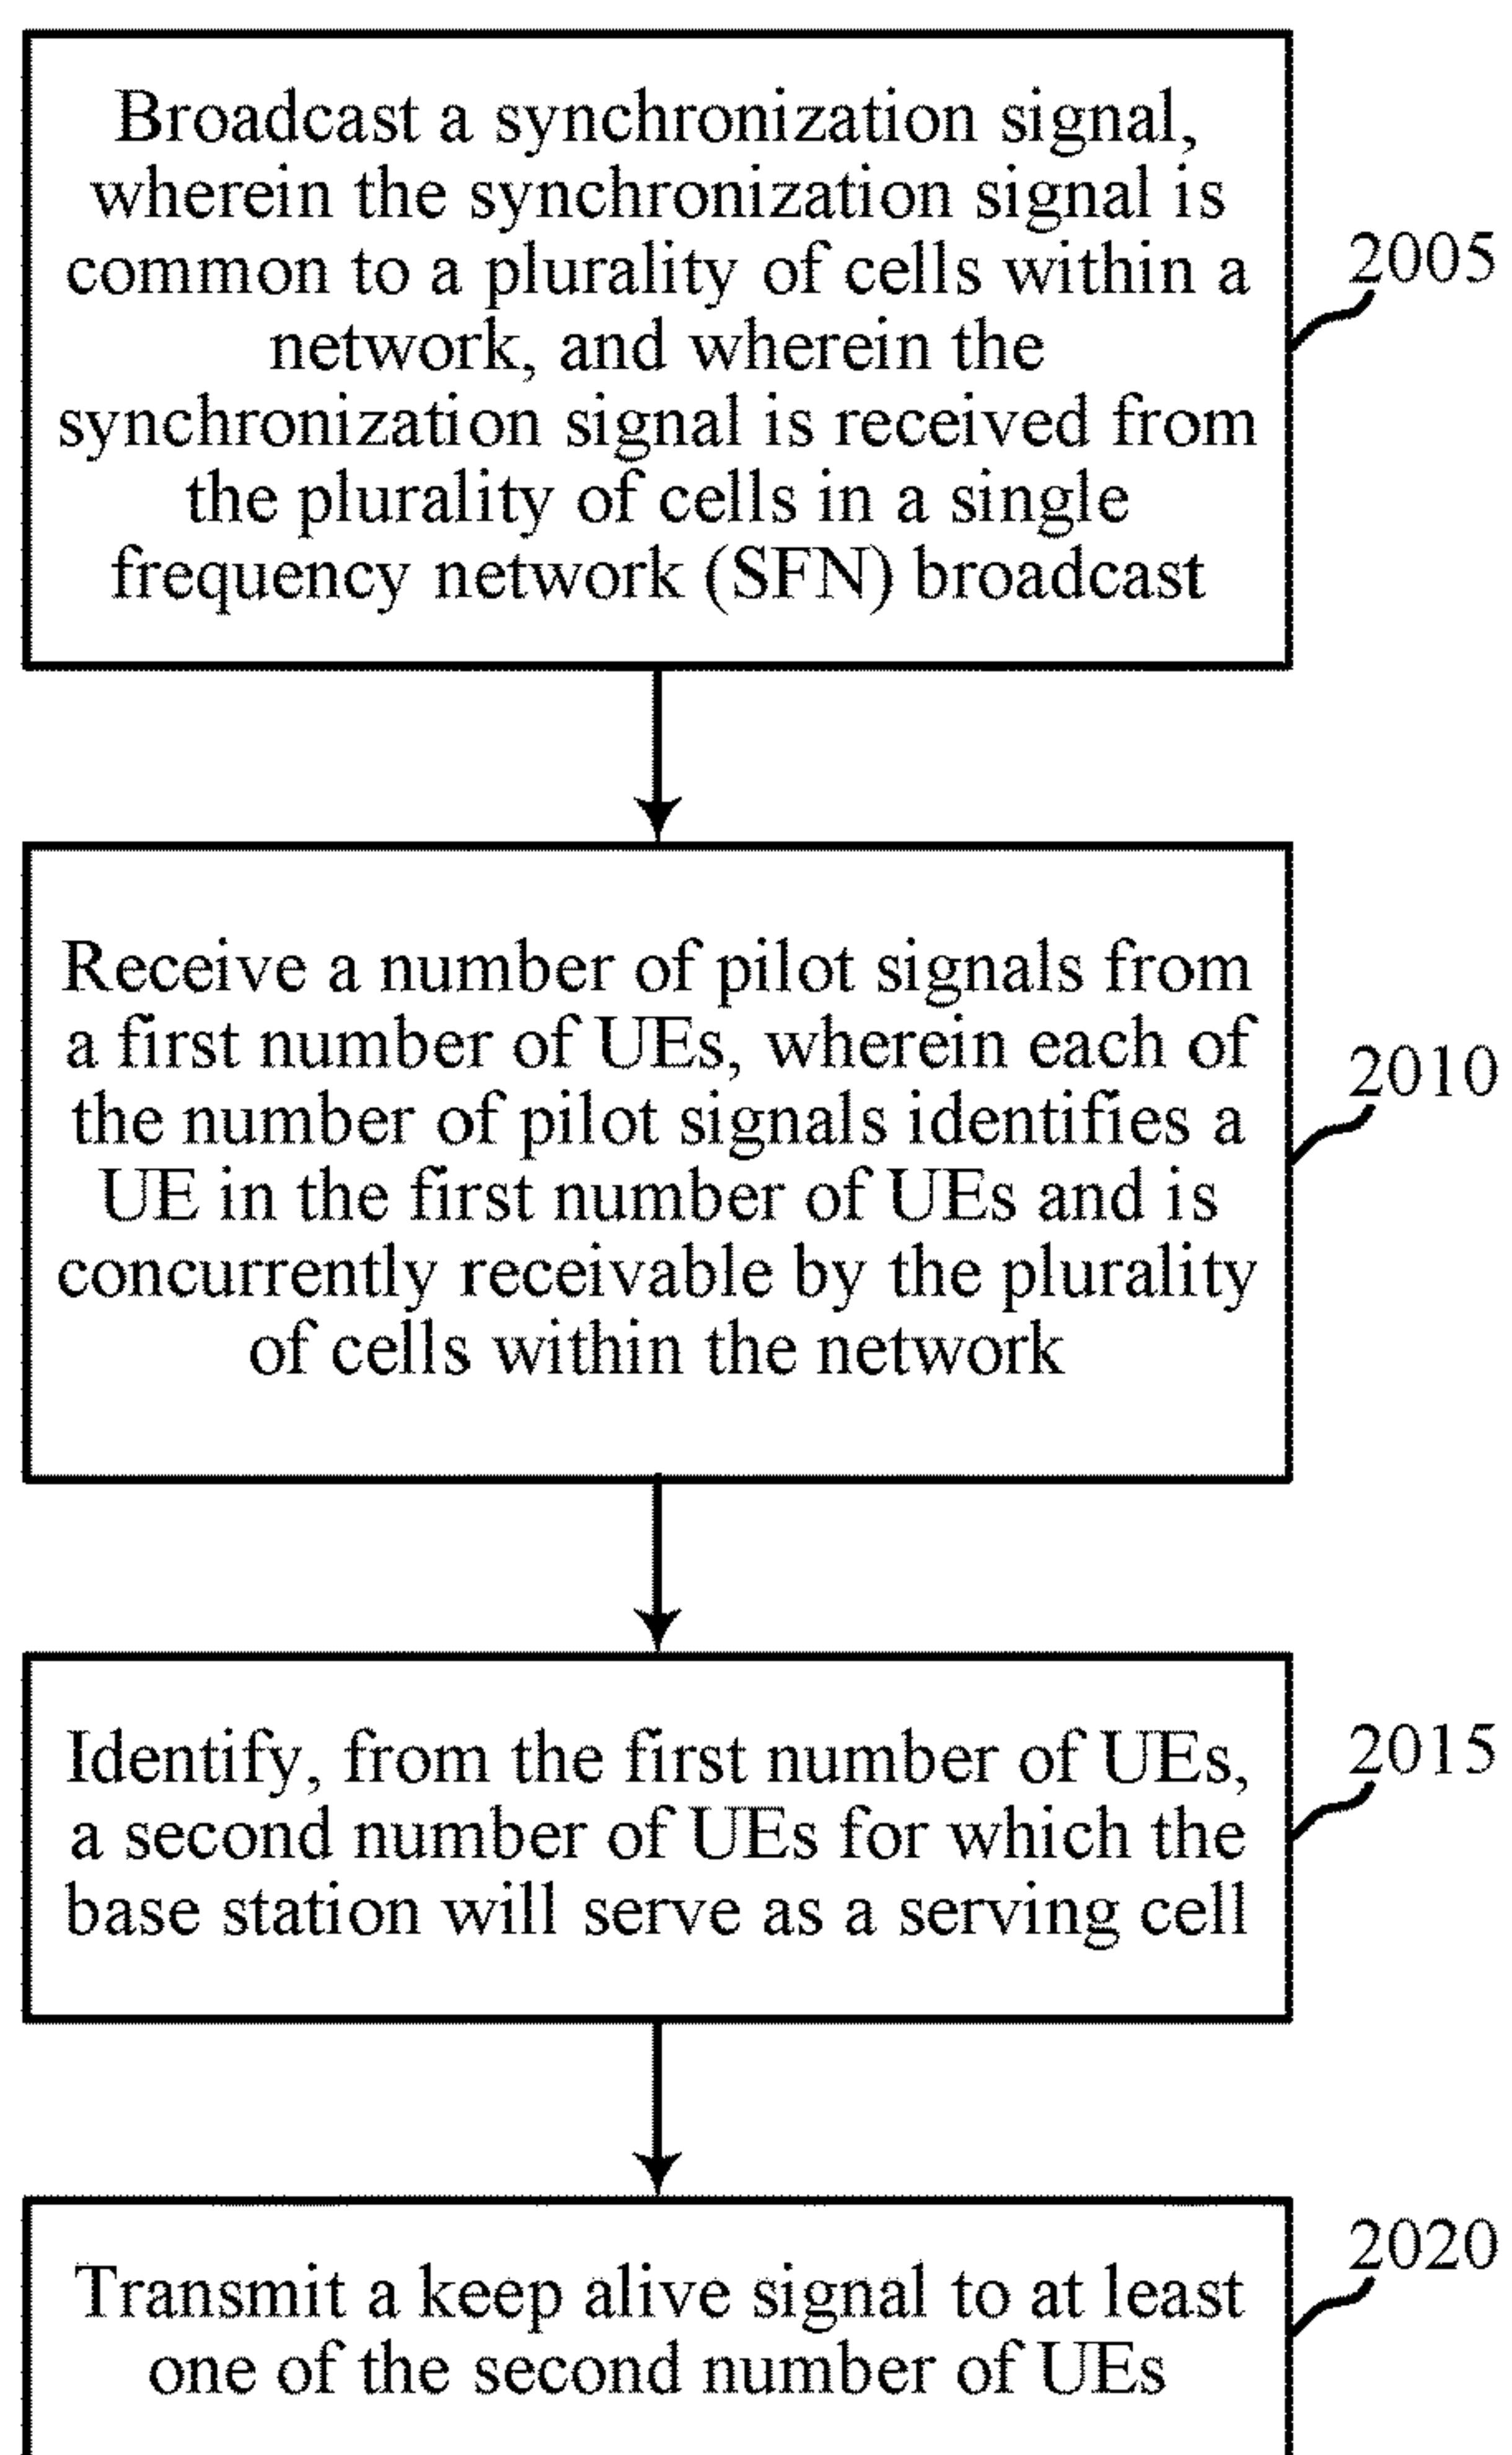 Broadcast a synchronization signal,
wherein the synchronization signal is
common to a plurality of cells within a
network, and wherein the
synchronization signal is received from
the plurality of cells in a single
frequency network (SFN) broadcast
2005
Receive a number of pilot signals from
a first number of UEs, wherein each of
the number of pilot signals identifies a
UE in the first number of UEs and is
concurrently receivable by the plurality
of cells within the network
2010
Identify, from the first number of UEs,
a second number of UEs for which the
base station will serve as a serving cell
2015
Transmit a keep alive signal to at least
one of the second number of UEs
2020